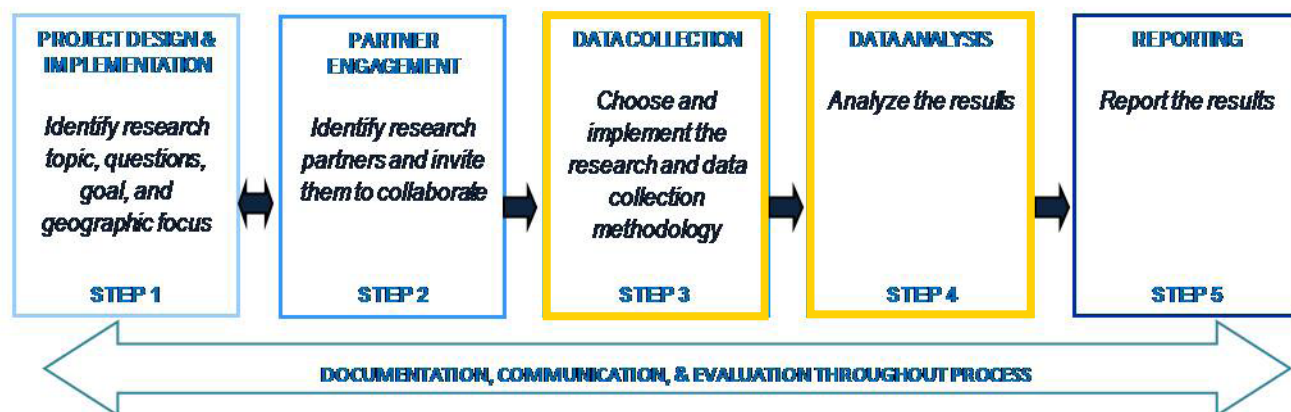 PROJECT DESIGN &
IMPLEMENTATION
Identify research
topic, questions,
goal, and
geographic focus
STEP 1
PARTNER
ENGAGEMENT
Identify research
partners and invite
them to collaborate
STEP 2
DATA COLLECTION
Choose and
implement the
research and data
collection
methodology
STEP 3
DATA ANALYSIS
Analyze the results
STEP 4
REPORTING
Report the results
STEP 5
DOCUMENTATION, COMMUNICATION, & EVALUATION THROUGHOUT PROCESS